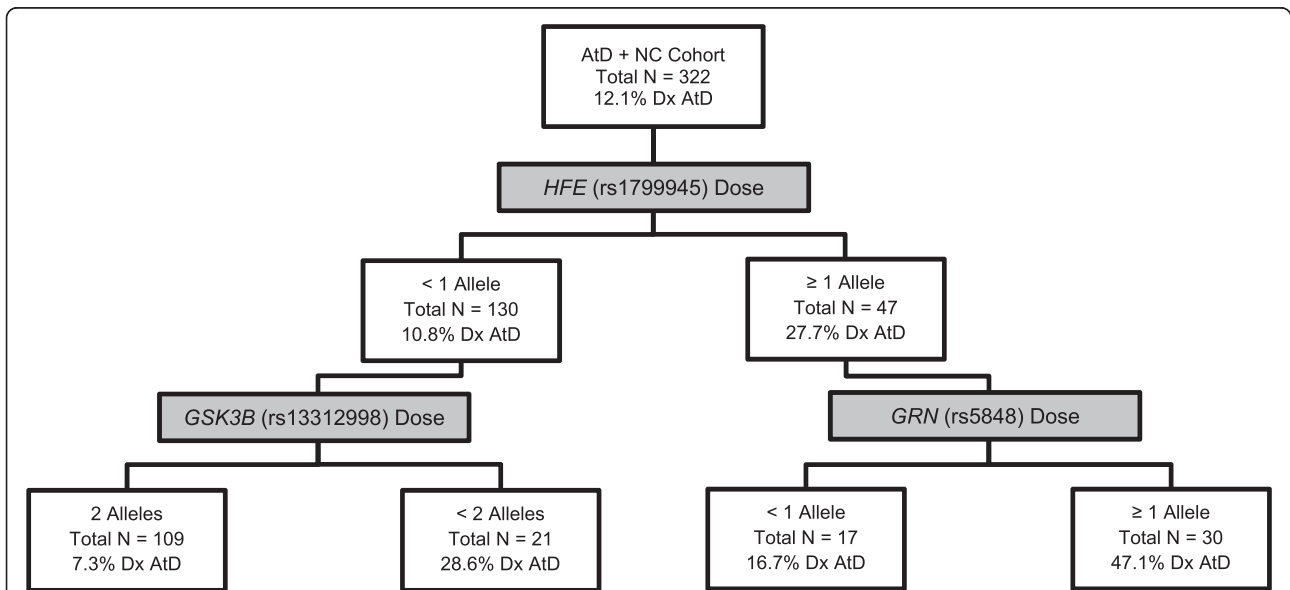 AtD + NC Cohort
Total N = 322
12.1% Dx AtD
HFE (rs1799945) Dose
< 1 Allele
Total N = 130
10.8% Dx AtD
≥ 1 Allele
Total N = 47
27.7% Dx AtD
GSK3B (rs13312998) Dose
GRN (rs5848) Dose
2 Alleles
Total N = 109
7.3% Dx AtD
< 2 Alleles
Total N = 21
28.6% Dx AtD
< 1 Allele
Total N = 17
16.7% Dx AtD
≥ 1 Allele
Total N = 30
47.1% Dx AtD